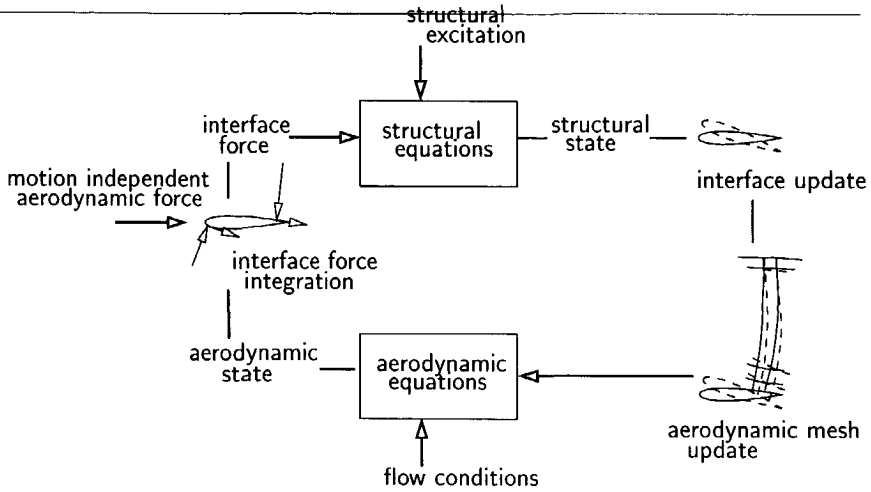 structural
excitation
interface
force
structural
equations
structural
state
interface update
motion independent
aerodynamic force
interface force
integration
aerodynamic
state
aerodynamic
equations
aerodynamic mesh
update
flow conditions